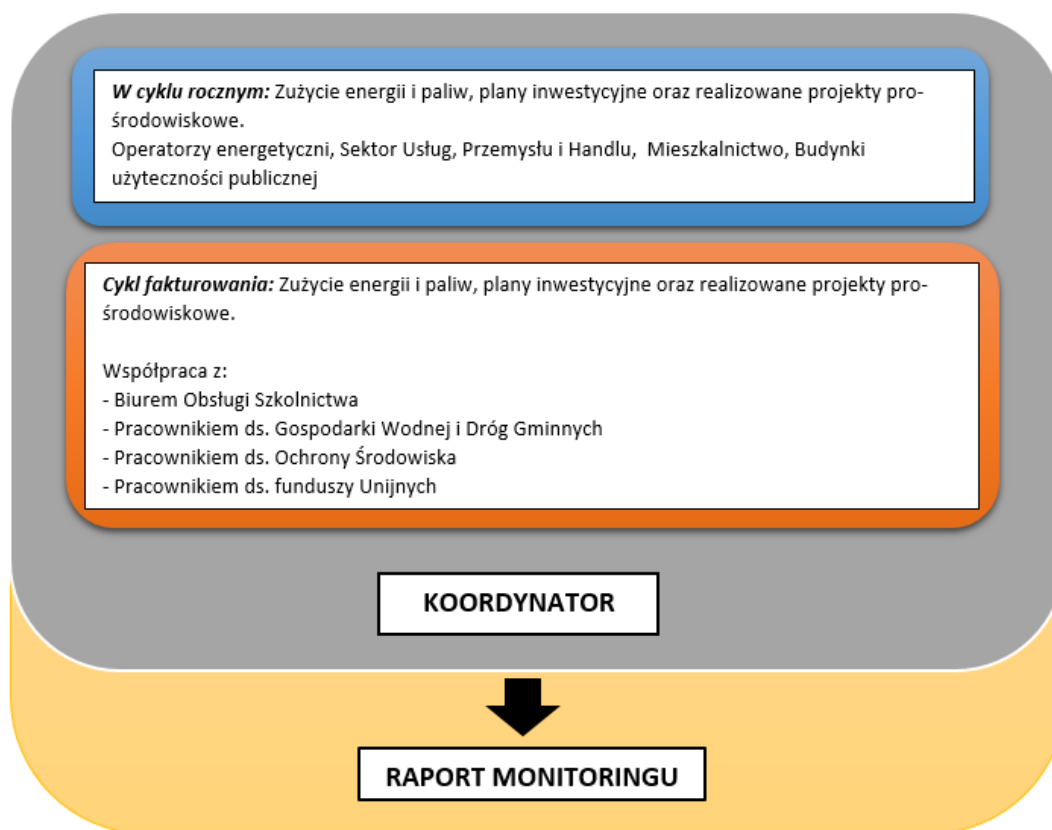 W cyklu rocznym: Zużycie energii i paliw, plany inwestycyjne oraz realizowane projekty pro-
środowiskowe.
Operatorzy energetyczni, Sektor Usług, Przemysłu i Handlu, Mieszkalnictwo, Budynki
użyteczności publicznej
Cykl fakturowania: Zużycie energii i paliw, plany inwestycyjne oraz realizowane projekty pro-
środowiskowe.
Współpraca z:
- Biurem Obsługi Szkolnictwa
- Pracownikiem ds. Gospodarki Wodnej i Dróg Gminnych
- Pracownikiem ds. Ochrony Środowiska
- Pracownikiem ds. funduszy Unijnych
KOORDYNATOR
RAPORT MONITORINGU